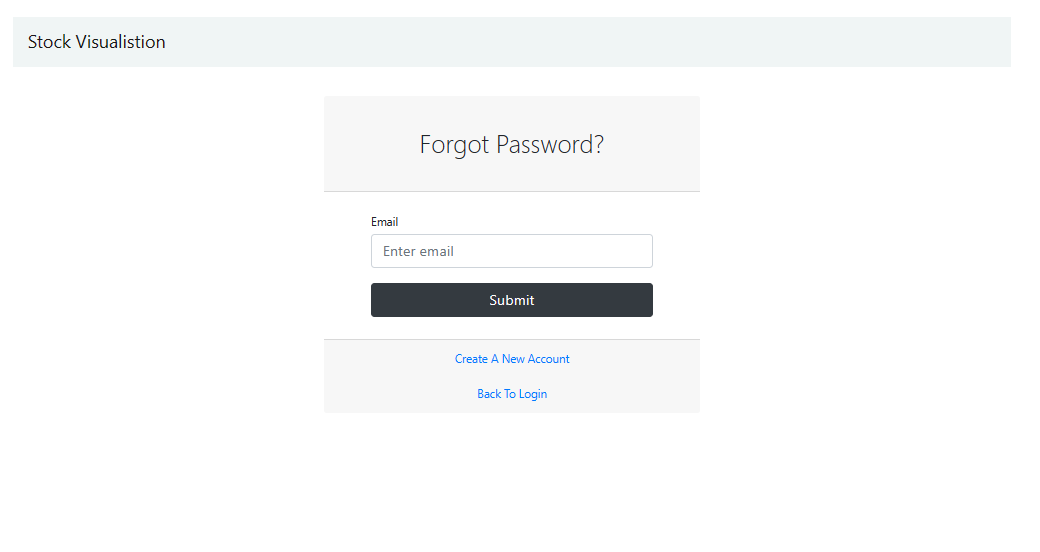 Stock Visualistion
Forgot Password?
Email
Enter email
Submit
Create A New Account
Back To Login